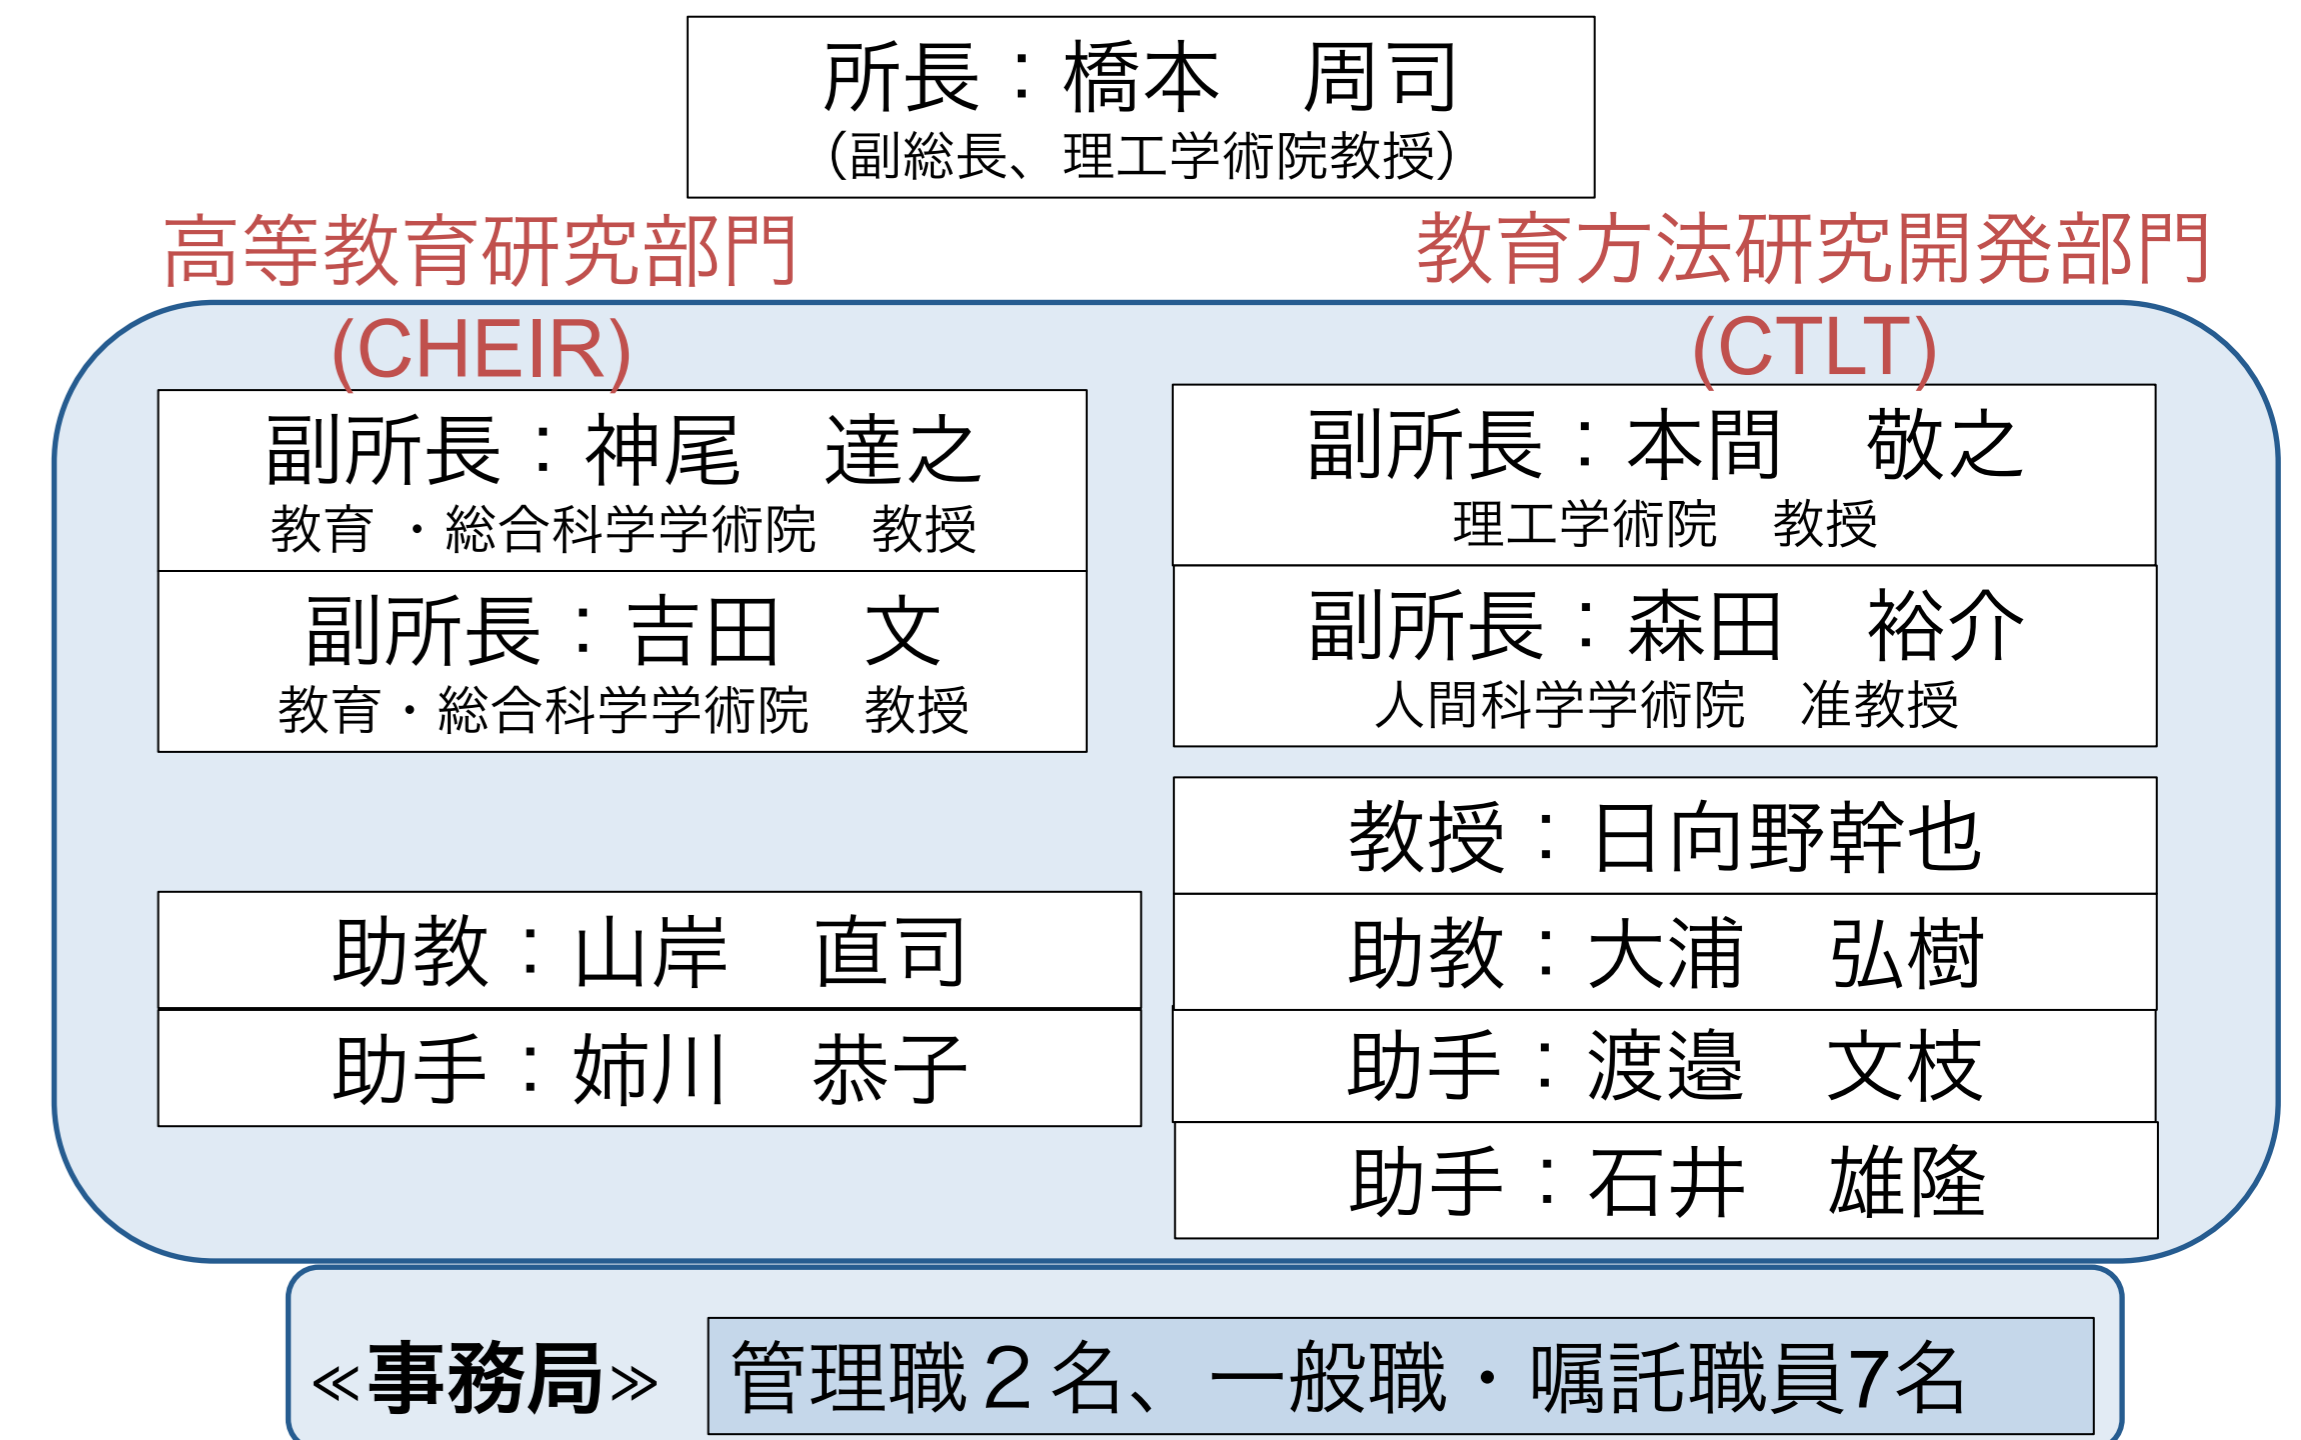 所長：橋本　周司
（副総長、理工学術院教授）
高等教育研究部門
(CHEIR)
副所長：神尾　達之
教育 ・総合科学学術院　教授
副所長：吉田　文
教育・総合科学学術院　教授
助教：山岸　直司
助手：姉川　恭子
教育方法研究開発部門
(CTLT)
副所長：本間　敬之
理工学術院　教授
副所長：森田　裕介
人間科学学術院　准教授
教授：日向野幹也
助教：大浦　弘樹
助手：渡邉　文枝
助手：石井　雄隆
≪事務局≫
管理職２名、一般職・嘱託職員7名